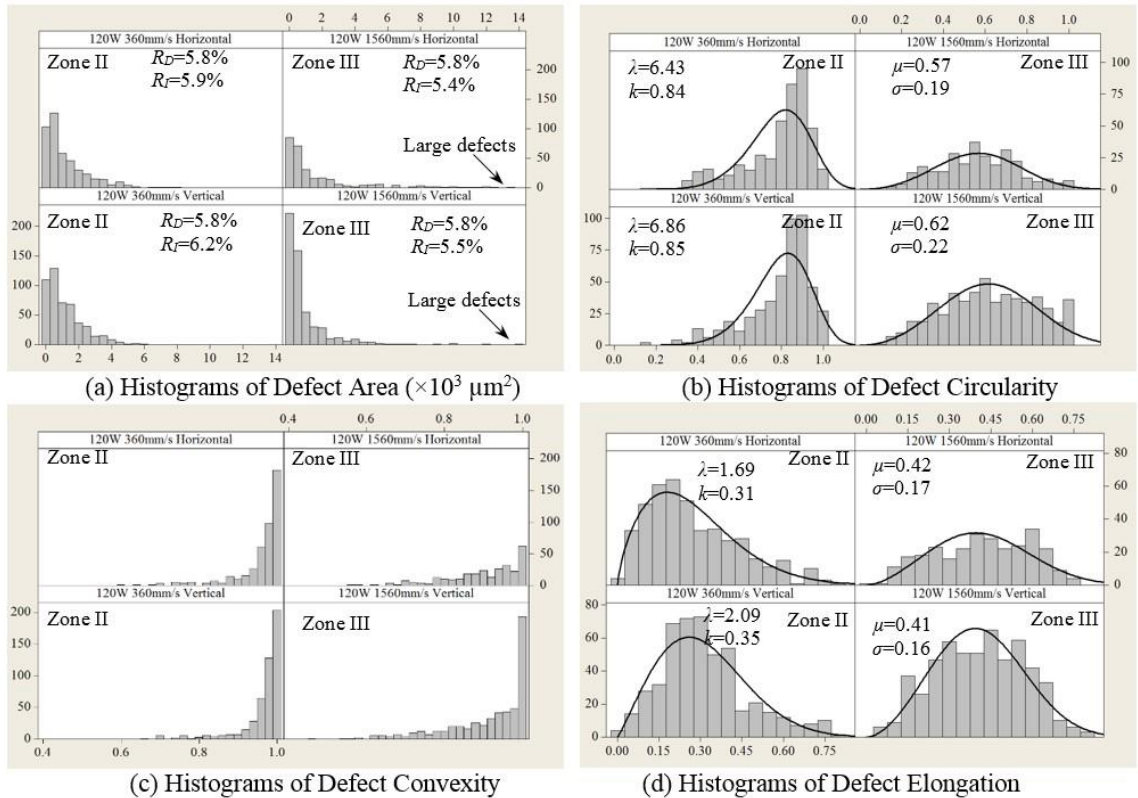 0 2 4 6 8 10 12 14
120W 360mm/s Horizontal 120W 1560mm/s Horizontal
Zone II R_D=5.8% R_I=5.9%
Zone III R_D=5.8% R_I=5.4%
Large defects
200
150
100
50
0
120W 360mm/s Vertical 120W 1560mm/s Vertical
Zone II R_D=5.8% R_I=6.2%
Zone III R_D=5.8% R_I=5.5%
Large defects
200
150
100
50
0
0 2 4 6 8 10 12 14
(a) Histograms of Defect Area (×10³ μm²)
0.0 0.2 0.4 0.6 0.8 1.0
120W 360mm/s Horizontal 120W 1560mm/s Horizontal
λ=6.43
k=0.84
Zone II
μ=0.57
σ=0.19
Zone III
100
75
50
25
0
120W 360mm/s Vertical 120W 1560mm/s Vertical
λ=6.86
k=0.85
Zone II
μ=0.62
σ=0.22
Zone III
100
75
50
25
0
0.0 0.2 0.4 0.6 0.8 1.0
(b) Histograms of Defect Circularity
0.4 0.6 0.8 1.0
120W 360mm/s Horizontal 120W 1560mm/s Horizontal
Zone II
Zone III
200
150
100
50
0
120W 360mm/s Vertical 120W 1560mm/s Vertical
Zone II
Zone III
200
150
100
50
0
0.4 0.6 0.8 1.0
(c) Histograms of Defect Convexity
0.00 0.15 0.30 0.45 0.60 0.75
120W 360mm/s Horizontal 120W 1560mm/s Horizontal
λ=1.69
k=0.31
Zone II
μ=0.42
σ=0.17
Zone III
80
60
40
20
0
120W 360mm/s Vertical 120W 1560mm/s Vertical
λ=2.09
k=0.35
Zone II
μ=0.41
σ=0.16
Zone III
80
60
40
20
0
0.00 0.15 0.30 0.45 0.60 0.75
(d) Histograms of Defect Elongation